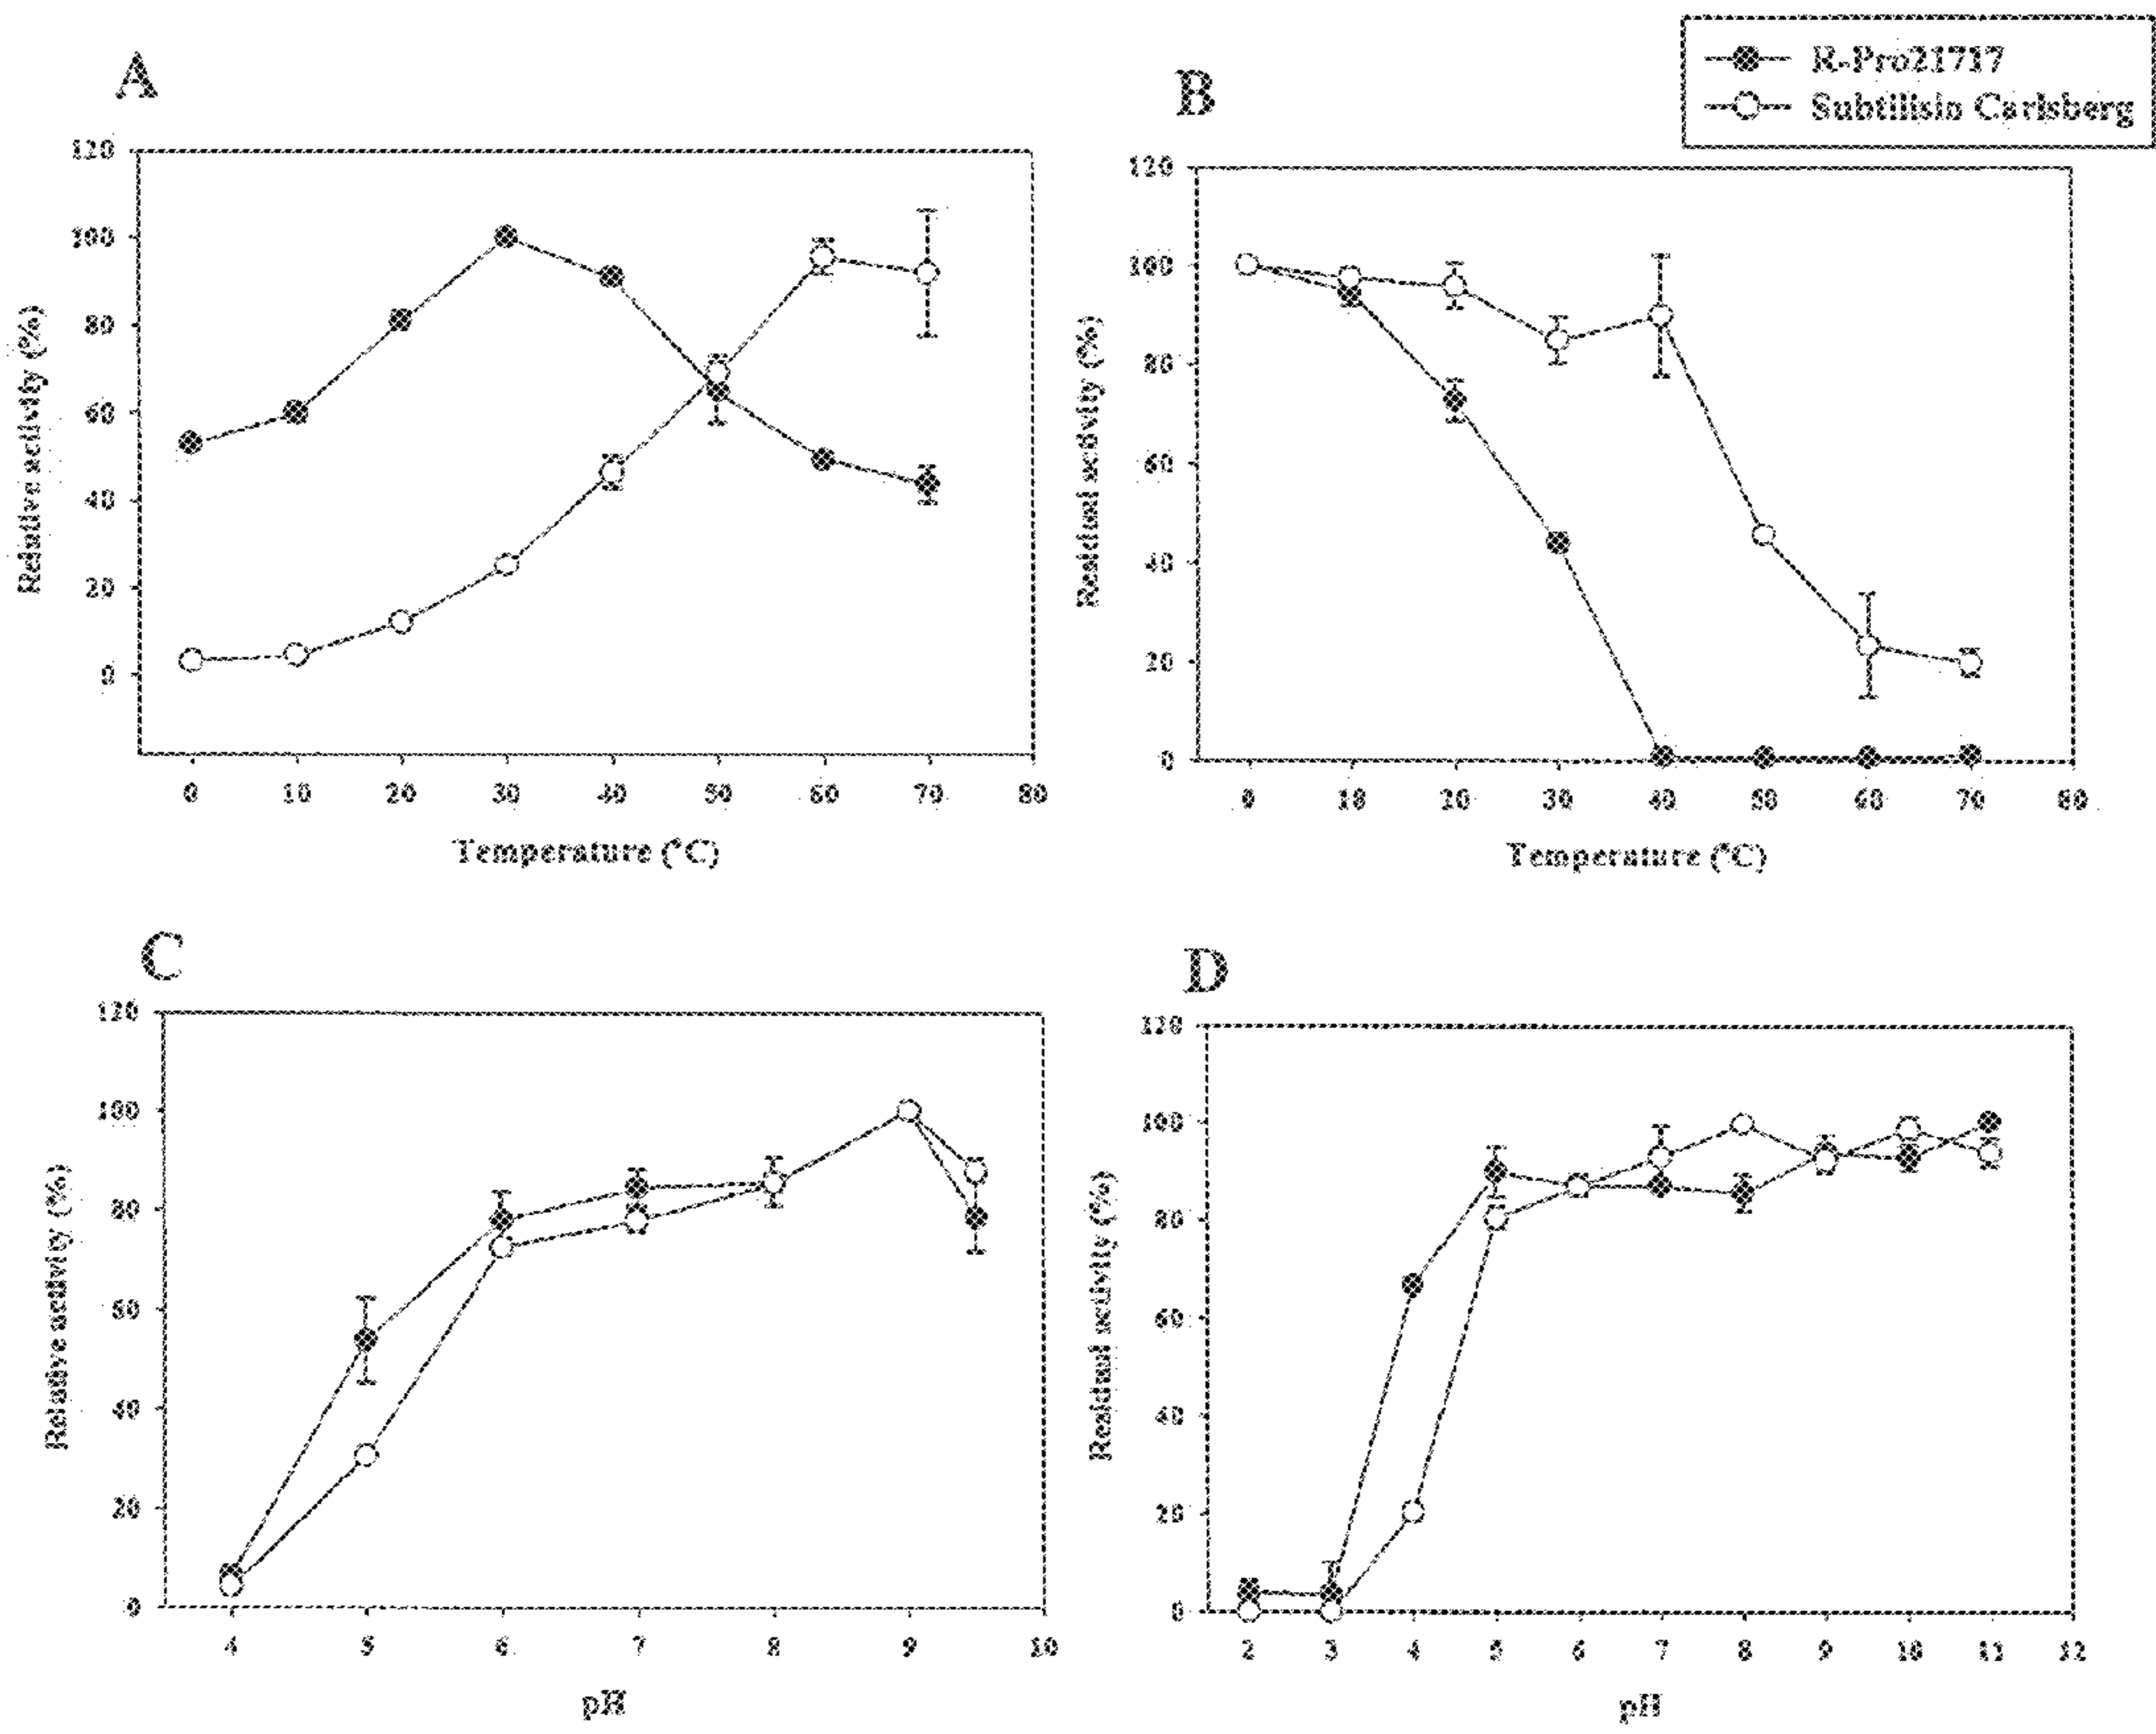 R-Pro21717
Subtilisin Carlsberg
A
120
100
80
60
40
20
0
Relative activity (%)
0 10 20 30 40 50 60 70 80
Temperature (°C)
B
120
100
80
60
40
20
0
Residual activity (%)
0 10 20 30 40 50 60 70 80
Temperature (°C)
C
120
100
80
60
40
20
0
Relative activity (%)
4 5 6 7 8 9 10
pH
D
120
100
80
60
40
20
0
Residual activity (%)
2 3 4 5 6 7 8 9 10 11 12
pH